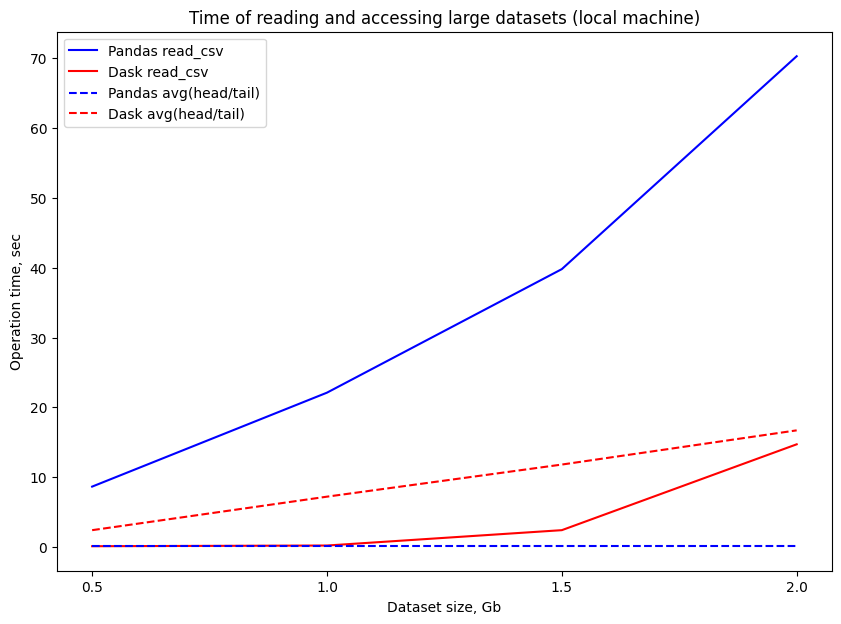 Time of reading and accessing large datasets (local machine)
Pandas read_csv
Dask read_csv
Pandas avg(head/tail)
Dask avg(head/tail)
Operation time, sec
70
60
50
40
30
20
10
0
0.5
1.0
1.5
2.0
Dataset size, Gb